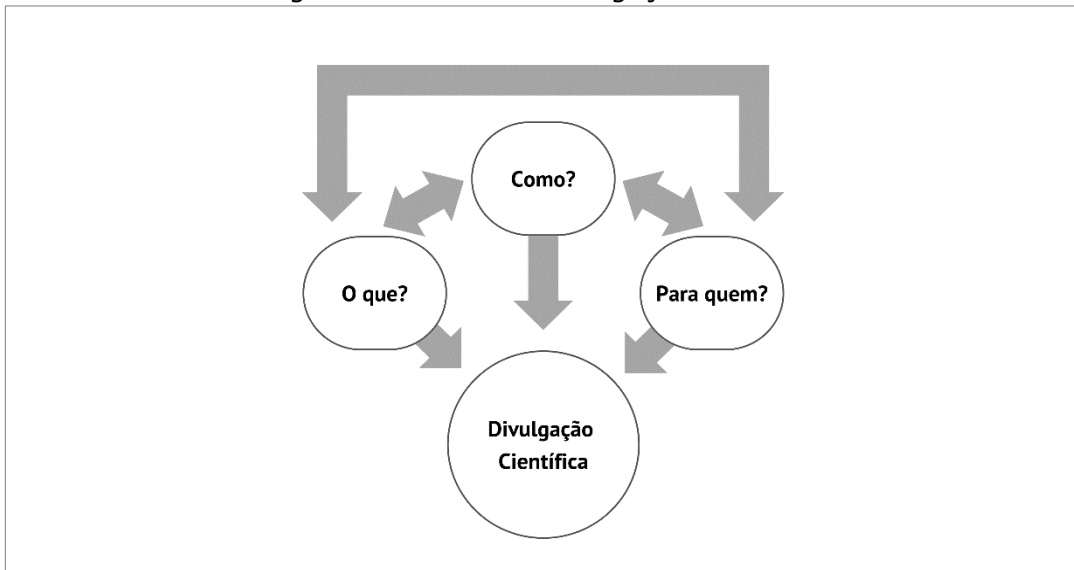 Como?
O que?
Para quem?
Divulgação
Científica